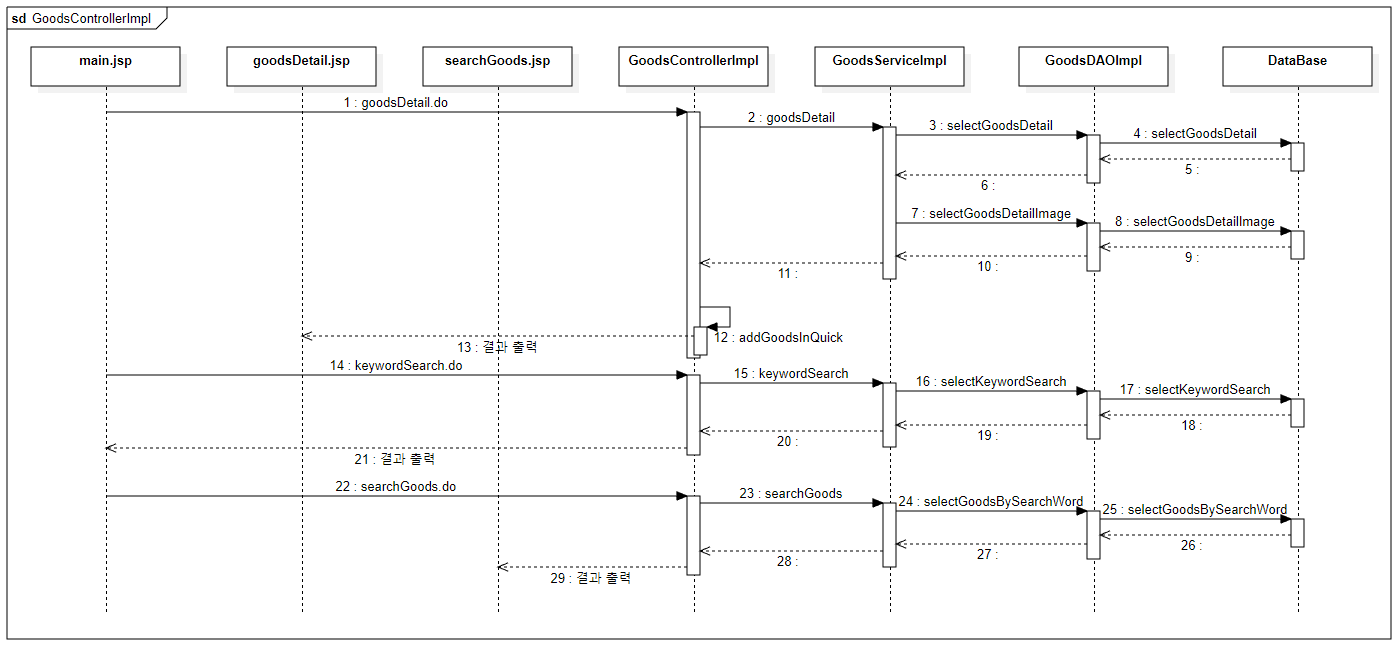 sd GoodsControllerImpl
main.jsp
goodsDetail.jsp
searchGoods.jsp
GoodsControllerImpl
GoodsServiceImpl
GoodsDAOImpl
DataBase
1 : goodsDetail.do
2 : goodsDetail
3 : selectGoodsDetail
4 : selectGoodsDetail
5 :
6 :
7 : selectGoodsDetailImage
8 : selectGoodsDetailImage
9 :
10 :
11 :
12 : addGoodsInQuick
13 : 결과 출력
14 : keywordSearch.do
15 : keywordSearch
16 : selectKeywordSearch
17 : selectKeywordSearch
18 :
19 :
20 :
21 : 결과 출력
22 : searchGoods.do
23 : searchGoods
24 : selectGoodsBySearchWord
25 : selectGoodsBySearchWord
26 :
27 :
28 :
29 : 결과 출력